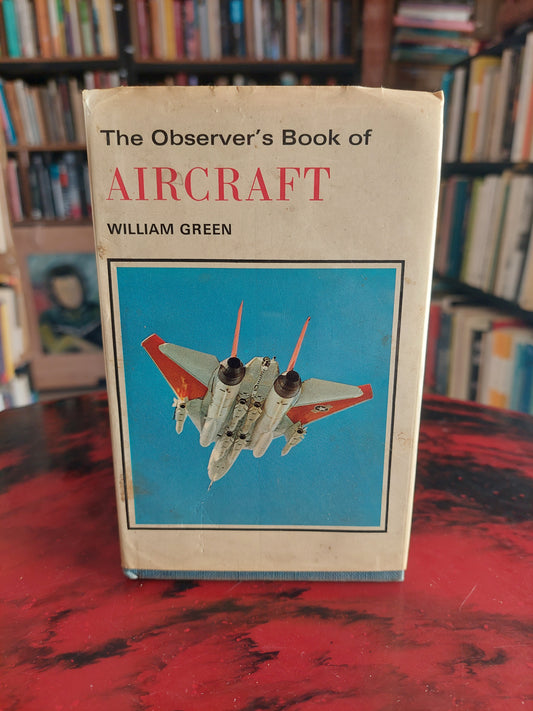 The Observer's Book of
AIRCRAFT
WILLIAM GREEN